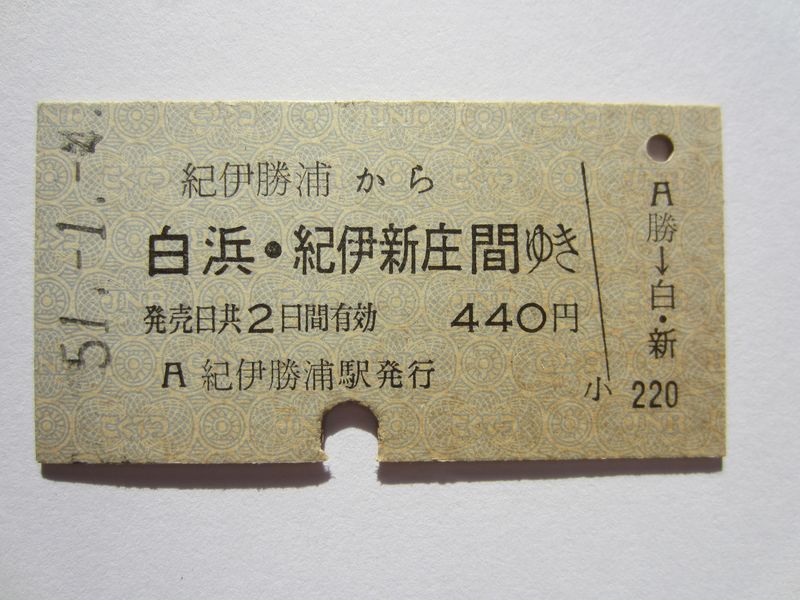 51.-1.-4.
紀伊勝浦 から
白浜・紀伊新庄間ゆき
発売日共2日間有効 440円
A 紀伊勝浦駅発行
小
A
勝→白・新
220